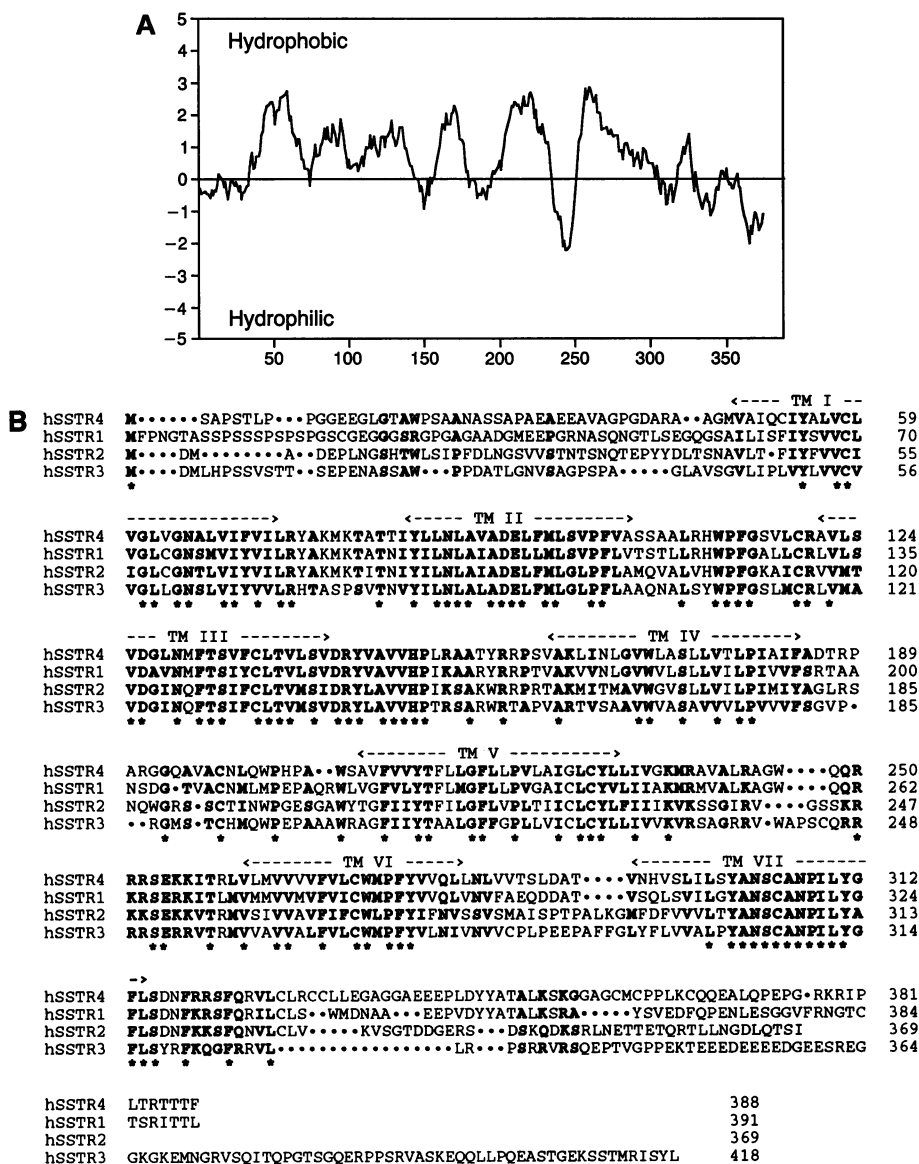 A
Hydrophobic
5
4
3
2
1
0
−1
−2
−3
−4
−5
Hydrophilic
50 100 150 200 250 300 350
B
<---- TM I --
hSSTR4 M······SAPSTLP···PGGEEGLGTAWPSAANASSAPAEAEEAVAGPGDARA··AGMVAIQCIYALVCL 59
hSSTR1 MFPNGTASSPSSSPSPSPGSCGEGGGSRGPGAGAADGMEEPGRNASQNGTLSEGQGSAILISFIYSVVCL 70
hSSTR2 M····DM········A··DEPLNGSHTWLSIPFDLNGSVVSTNTSNQTEPYYDLTSNAVLT·FIYFVVCI 55
hSSTR3 M····DMLHPSSVSTT··SEPENASSAW··PPDATLGNVSAGPSPA····GLAVSGVLIPLVYLVVCV 56
* * **
--------------> <----- TM II -------> <---
hSSTR4 VGLVGNALVIFVILRYAKMKTATTIYLLNLAVADELFMLSVPFVASSAALRHWPFGSVLCRAVLS 124
hSSTR1 VGLCGNSMVIYVILRYAKMKTATNIYILNLAIADELLMLSVPFLVTSTLLRHWPFGALLCRLVLS 135
hSSTR2 IGLCGNTLVIYVILRYAKMKTITNIYILNLAIADELFMLGLPFLAMQVALVHWPFGKAICRVVMT 120
hSSTR3 VGLLGNSLVIYVVLRHTASPSVTNVYILNLALADELFMLGLPFLAAQNALSYWPFGSLMCRLVMA 121
** ** ** * ** * * **** **** ** ** * **** ** *
--- TM III --------> <-------- TM IV --------->
hSSTR4 VDGLNMFTSVFCLTVLSVDRYVAVVHPLRAATYRRPSVAKLINLGVWLASLLVTLPIAIFADTRP 189
hSSTR1 VDAVNMFTSIYCLTVLSVDRYVAVVHPIKAARYRRPTVAKVVNLGVWVLSLLVILPIVVFSRTAA 200
hSSTR2 VDGINQFTSIFCLTVMSIDRYLAVVHPIKSAKWRRPRTAKMITMAVWGVSLLVILPIMIYAGLRS 185
hSSTR3 VDGINQFTSIFCLTVMSVDRYLAVVHPTRSARWRTAPVARTVSAAVWVASAVVVLPVVVFSGVP· 185
** * *** **** * *** ***** * * * ** * * **
<-------- TM V --------->
hSSTR4 ARGGQAVACNLQWPHPA··WSAVFVVYTFLLGFLLPVLAIGLCYLLIVGKMRAVALRAGW····QQR 250
hSSTR1 NSDG·TVACNMLMPEPAQRWLVGFVLYTFLMGFLLPVGAICLCYVLIIAKMRMVALKAGW····QQR 262
hSSTR2 NQWGRS·SCTINWPGESGAWYTGFIIYTFILGFLVPLTIICLCYLFIIIKVKSSGIRV····GSSKR 247
hSSTR3 ··RGMS·TCHMQWPEPAAAWRAGFIIYTAALGFFGPLLVICLCYLLIVVKVRSAGRRV·WAPSCQRR 248
* * * * * ** ** * * *** * * *
<-------- TM VI ------> <-------- TM VII -------
hSSTR4 RRSEKKITRLVLMVVVVFVLCWMPFYVVQLLNLVVTSLDAT····VNHVSLILSYANSCANPILYG 312
hSSTR1 KRSERKITLMVMMVVMVFVICWMPFYVVQLVNVFAEQDDAT····VSQLSVILGYANSCANPILYG 324
hSSTR2 KKSEKKVTRMVSIVVAVFIFCWLPFYIFNVSSVSMAISPTPALKGMFDFVVVLTYANSCANPILYA 313
hSSTR3 RRSERRVTRMVVAVVALFVLCWMPFYVLNIVNVVCPLPEEPAFFGLYFLVVALPYANSCANPILYG 314
** * * ** * ** *** * ************
->
hSSTR4 FLSDNFRRSFQRVLCLRCCLLEGAGGAEEEPLDYYATALKSKGGAGCMCPPLKCQQEALQPEPG·RKRIP 381
hSSTR1 FLSDNFKRSFQRILCLS··WMDNAA···EEPVDYYATALKSRA····YSVEDFQPENLESGGVFRNGTC 384
hSSTR2 FLSDNFKKSFQNVLCLV····KVSGTDDGERS···DSKQDKSRLNETTETQRTLLNGDLQTSI 369
hSSTR3 FLSYRFKQGFRRVL·················LR···PSRRVRSQEPTVGPPEKTEEEDEEEEDGEESREG 364
*** * * *
hSSTR4 LTRTTTF 388
hSSTR1 TSRITTL 391
hSSTR2 369
hSSTR3 GKGKEMNGRVSQITQPGTSGQERPPSRVASKEQQLLPQEASTGEKSSTMRISYL 418